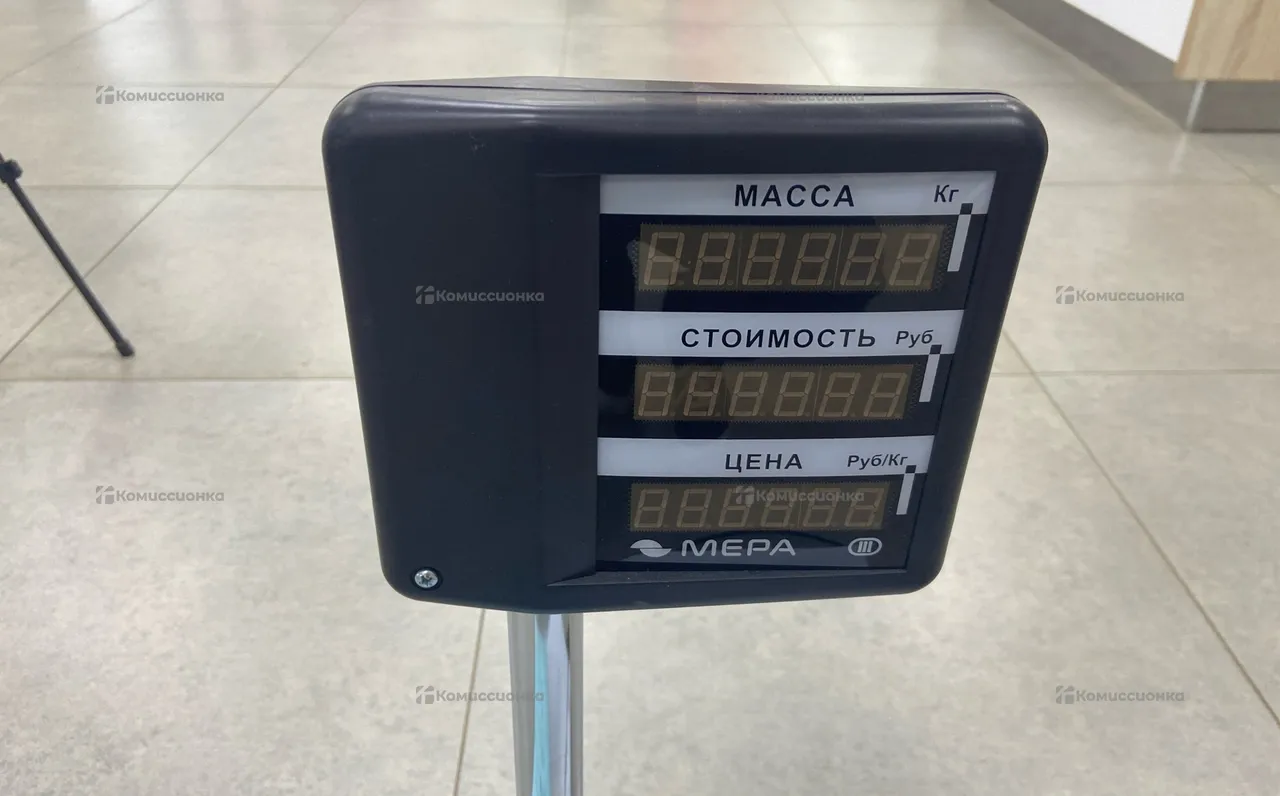 Комиссионка
Комиссионка
МАССА Кг
Комиссионка
Комиссионка
СТОИМОСТЬ Руб
ЦЕНА Руб/Кг
Комиссионка
Комиссионка
МЕРА III
Комиссионка
Комиссионка